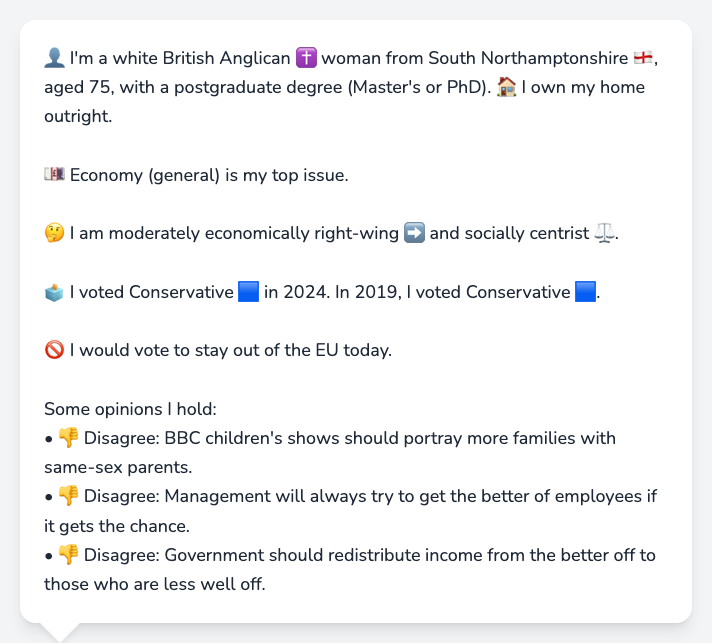 👤 I'm a white British Anglican ✝️ woman from South Northamptonshire 🏴󠁧󠁢󠁥󠁮󠁧󠁿,
aged 75, with a postgraduate degree (Master's or PhD). 🏠 I own my home
outright.
💷 Economy (general) is my top issue.
🤔 I am moderately economically right-wing ➡️ and socially centrist ⚖️.
🗳️ I voted Conservative 🟦 in 2024. In 2019, I voted Conservative 🟦.
🚫 I would vote to stay out of the EU today.
Some opinions I hold:
• 👎 Disagree: BBC children's shows should portray more families with
same-sex parents.
• 👎 Disagree: Management will always try to get the better of employees if
it gets the chance.
• 👎 Disagree: Government should redistribute income from the better off to
those who are less well off.